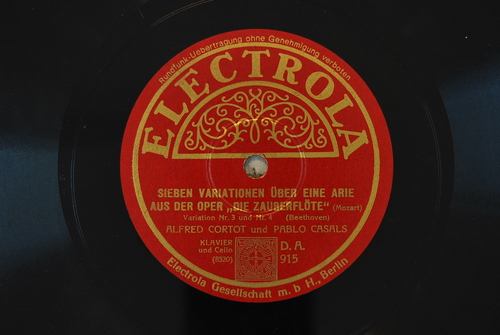 Rundfunk-Uebertragung ohne Genehmigung verboten
ELECTROLA
SIEBEN VARIATIONEN ÜBER EINE ARIE
AUS DER OPER „DIE ZAUBERFLÖTE“ (Mozart)
Variation Nr. 3 und Nr. 4 (Beethoven)
ALFRED CORTOT und PABLO CASALS
KLAVIER
und Cello
(8520)
D. A.
915
Electrola Gesellschaft m. b H., Berlin